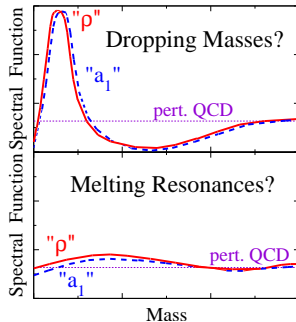 "ρ"
Dropping Masses?
"a1"
pert. QCD
Spectral Function
Melting Resonances?
"ρ"
pert. QCD
"a1"
Spectral Function
Mass